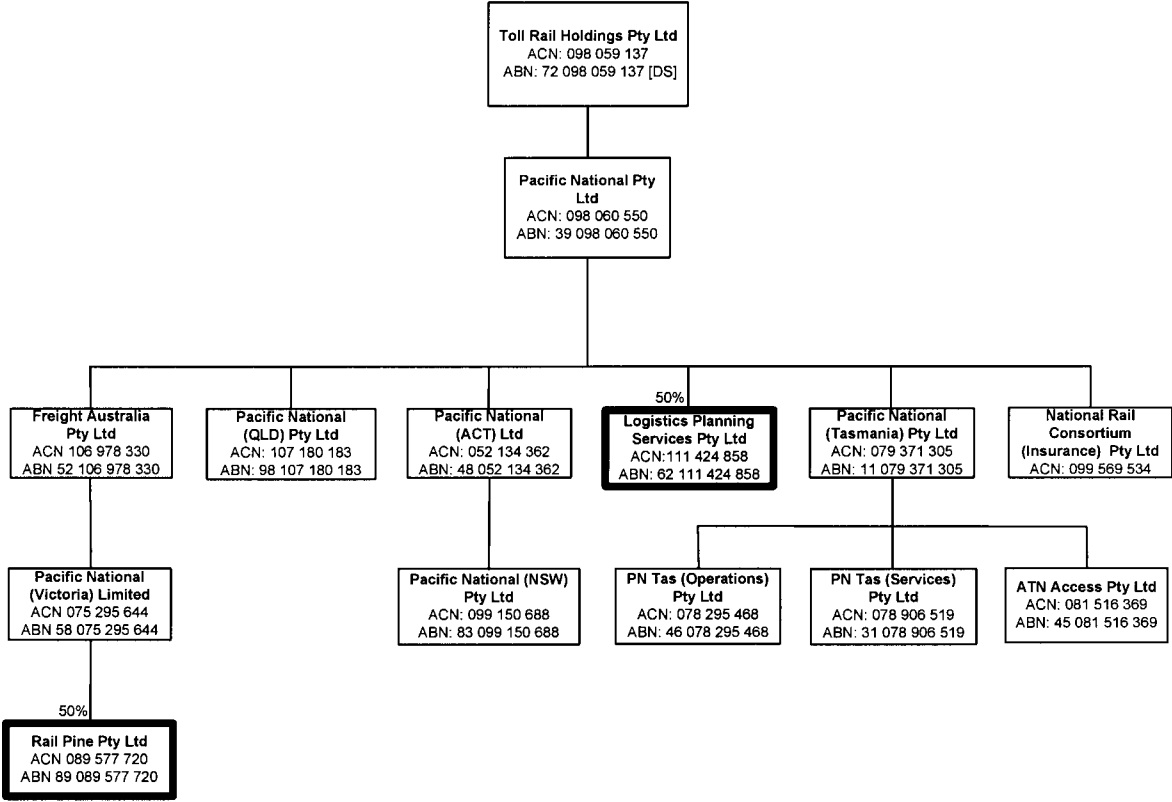 Toll Rail Holdings Pty Ltd
ACN: 098 059 137
ABN: 72 098 059 137 [DS]
Pacific National Pty
Ltd
ACN: 098 060 550
ABN: 39 098 060 550
Freight Australia
Pty Ltd
ACN 106 978 330
ABN 52 106 978 330
Pacific National
(QLD) Pty Ltd
ACN: 107 180 183
ABN: 98 107 180 183
Pacific National
(ACT) Ltd
ACN: 052 134 362
ABN: 48 052 134 362
50%
Logistics Planning
Services Pty Ltd
ACN:111 424 858
ABN: 62 111 424 858
Pacific National
(Tasmania) Pty Ltd
ACN: 079 371 305
ABN: 11 079 371 305
National Rail
Consortium
(Insurance) Pty Ltd
ACN: 099 569 534
Pacific National
(Victoria) Limited
ACN 075 295 644
ABN 58 075 295 644
Pacific National (NSW)
Pty Ltd
ACN: 099 150 688
ABN: 83 099 150 688
PN Tas (Operations)
Pty Ltd
ACN: 078 295 468
ABN: 46 078 295 468
PN Tas (Services)
Pty Ltd
ACN: 078 906 519
ABN: 31 078 906 519
ATN Access Pty Ltd
ACN: 081 516 369
ABN: 45 081 516 369
50%
Rail Pine Pty Ltd
ACN 089 577 720
ABN 89 089 577 720